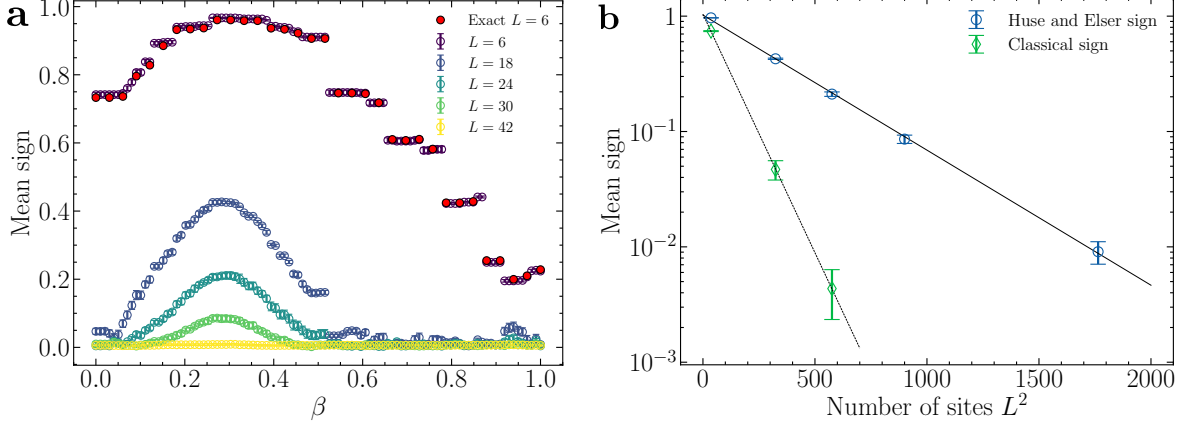 a
Mean sign
1.0
0.8
0.6
0.4
0.2
0.0
0.0
0.2
0.4
0.6
0.8
1.0
β
Exact L = 6
L = 6
L = 18
L = 24
L = 30
L = 42
b
Mean sign
1
10⁻¹
10⁻²
10⁻³
0
500
1000
1500
2000
Number of sites L²
Huse and Elser sign
Classical sign